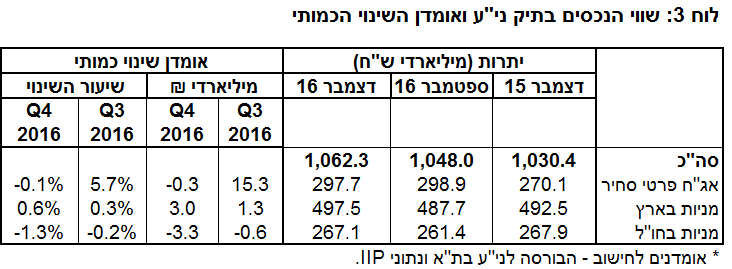 לוח 3: שווי הנכסים בתיק ני"ע ואומדן השינוי הכמותי
יתרות (מיליארדי ש"ח) אומדן שינוי כמותי
מיליארדי ₪ שיעור השינוי
דצמבר 15 ספטמבר 16 דצמבר 16 Q3 2016 Q4 2016 Q3 2016 Q4 2016
סה"כ 1,030.4 1,048.0 1,062.3
אג"ח פרטי סחיר 270.1 298.9 297.7 15.3 -0.3 5.7% -0.1%
מניות בארץ 492.5 487.7 497.5 1.3 3.0 0.3% 0.6%
מניות בחו"ל 267.9 261.4 267.1 -0.6 -3.3 -0.2% -1.3%
* אומדנים לחישוב - הבורסה לני"ע בת"א ונתוני IIP.